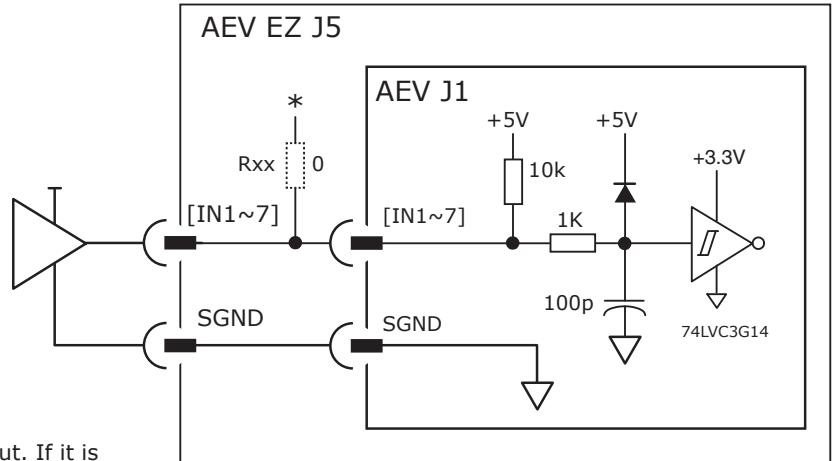 AEV EZ J5
AEV J1
*
+5V
+5V
+3.3V
Rxx
0
10k
[IN1~7]
[IN1~7]
1K
100p
74LVC3G14
SGND
SGND
ut. If it is